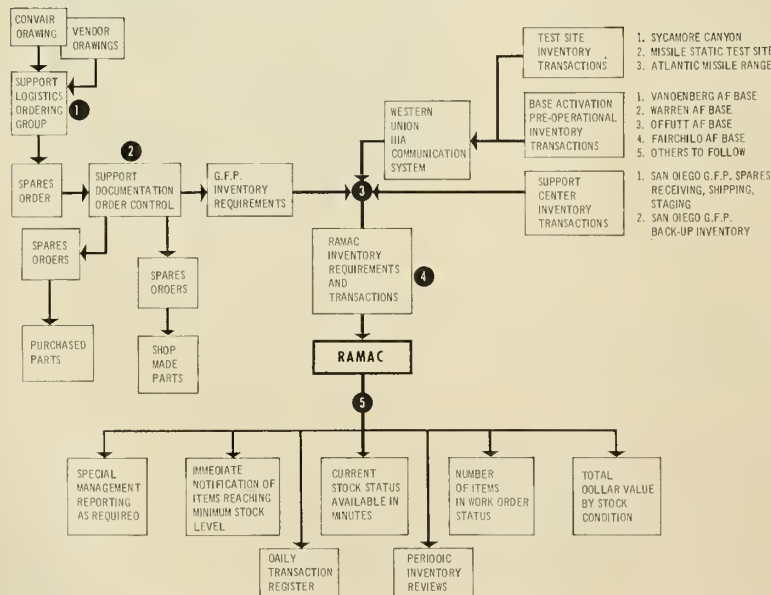 CONVAIR
DRAWING
VENDOR
DRAWINGS
SUPPORT
LOGISTICS
ORDERING
GROUP
1
SPARES
ORDER
2
SUPPORT
DOCUMENTATION
ORDER CONTROL
G.F.P.
INVENTORY
REQUIREMENTS
SPARES
ORDERS
PURCHASED
PARTS
SPARES
ORDERS
SHOP
MADE
PARTS
WESTERN
UNION
IIIA
COMMUNICATION
SYSTEM
3
TEST SITE
INVENTORY
TRANSACTIONS
1. SYCAMORE CANYON
2. MISSILE STATIC TEST SITE
3. ATLANTIC MISSILE RANGE
BASE ACTIVATION
PRE-OPERATIONAL
INVENTORY
TRANSACTIONS
1. VANDENBERG AF BASE
2. WARREN AF BASE
3. OFFUTT AF BASE
4. FAIRCHILD AF BASE
5. OTHERS TO FOLLOW
SUPPORT
CENTER
INVENTORY
TRANSACTIONS
1. SAN DIEGO G.F.P. SPARES
RECEIVING, SHIPPING,
STAGING
2. SAN DIEGO G.F.P.
BACK-UP INVENTORY
RAMAC
INVENTORY
REQUIREMENTS
AND
TRANSACTIONS
4
RAMAC
5
SPECIAL
MANAGEMENT
REPORTING
AS REQUIRED
IMMEDIATE
NOTIFICATION OF
ITEMS REACHING
MINIMUM STOCK
LEVEL
CURRENT
STOCK STATUS
AVAILABLE IN
MINUTES
NUMBER
OF ITEMS
IN WORK ORDER
STATUS
TOTAL
DOLLAR VALUE
BY STOCK
CONDITION
DAILY
TRANSACTION
REGISTER
PERIODIC
INVENTORY
REVIEWS